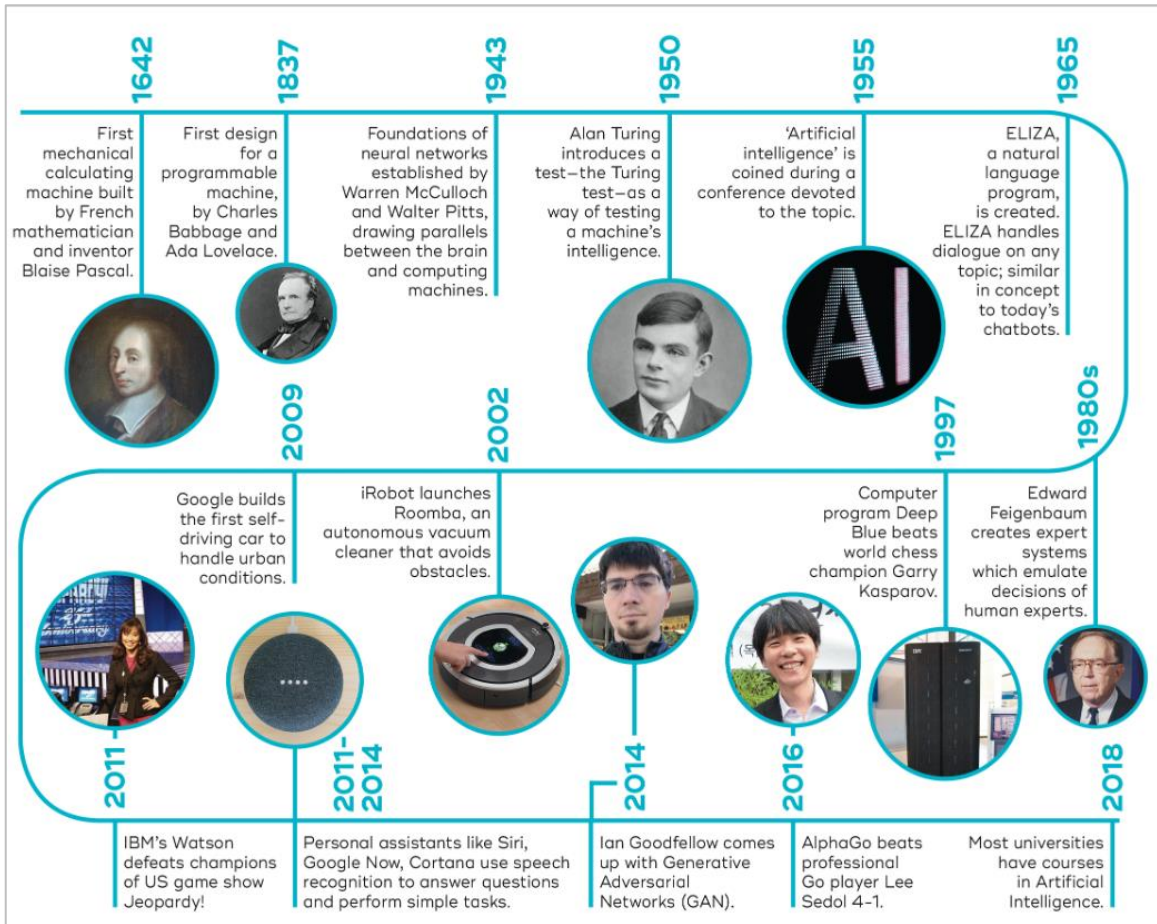 1642
First
mechanical
calculating
machine built
by French
mathematician
and inventor
Blaise Pascal.
1837
First design
for a
programmable
machine,
by Charles
Babbage and
Ada Lovelace.
1943
Foundations of
neural networks
established by
Warren McCulloch
and Walter Pitts,
drawing parallels
between the brain
and computing
machines.
1950
Alan Turing
introduces a
test—the Turing
test—as a
way of testing
a machine's
intelligence.
1955
'Artificial
intelligence' is
coined during a
conference devoted
to the topic.
AI
1965
ELIZA,
a natural
language
program,
is created.
ELIZA handles
dialogue on any
topic; similar
in concept
to today's
chatbots.
1980s
Edward
Feigenbaum
creates expert
systems
which emulate
decisions of
human experts.
1997
Computer
program Deep
Blue beats
world chess
champion Garry
Kasparov.
2002
iRobot launches
Roomba, an
autonomous vacuum
cleaner that avoids
obstacles.
2009
Google builds
the first self-
driving car to
handle urban
conditions.
2011
IBM's Watson
defeats champions
of US game show
Jeopardy!
2011-
2014
Personal assistants like Siri,
Google Now, Cortana use speech
recognition to answer questions
and perform simple tasks.
2014
Ian Goodfellow comes
up with Generative
Adversarial
Networks (GAN).
2016
AlphaGo beats
professional
Go player Lee
Sedol 4-1.
2018
Most universities
have courses
in Artificial
Intelligence.